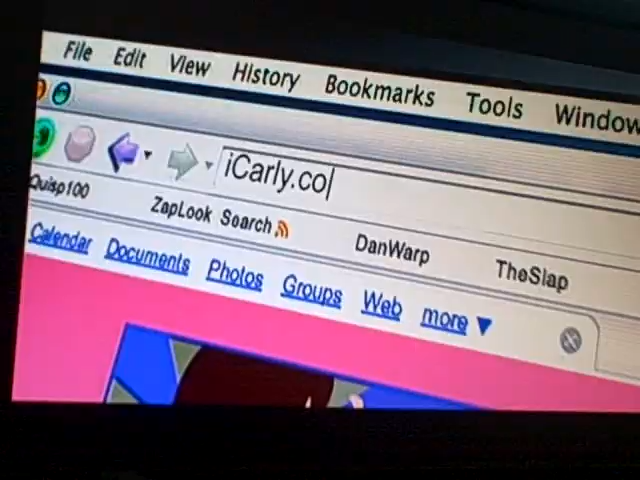 File Edit View History Bookmarks Tools Window
iCarly.co
Quisp100 ZapLook Search DanWarp TheSlap
Calendar Documents Photos Groups Web more